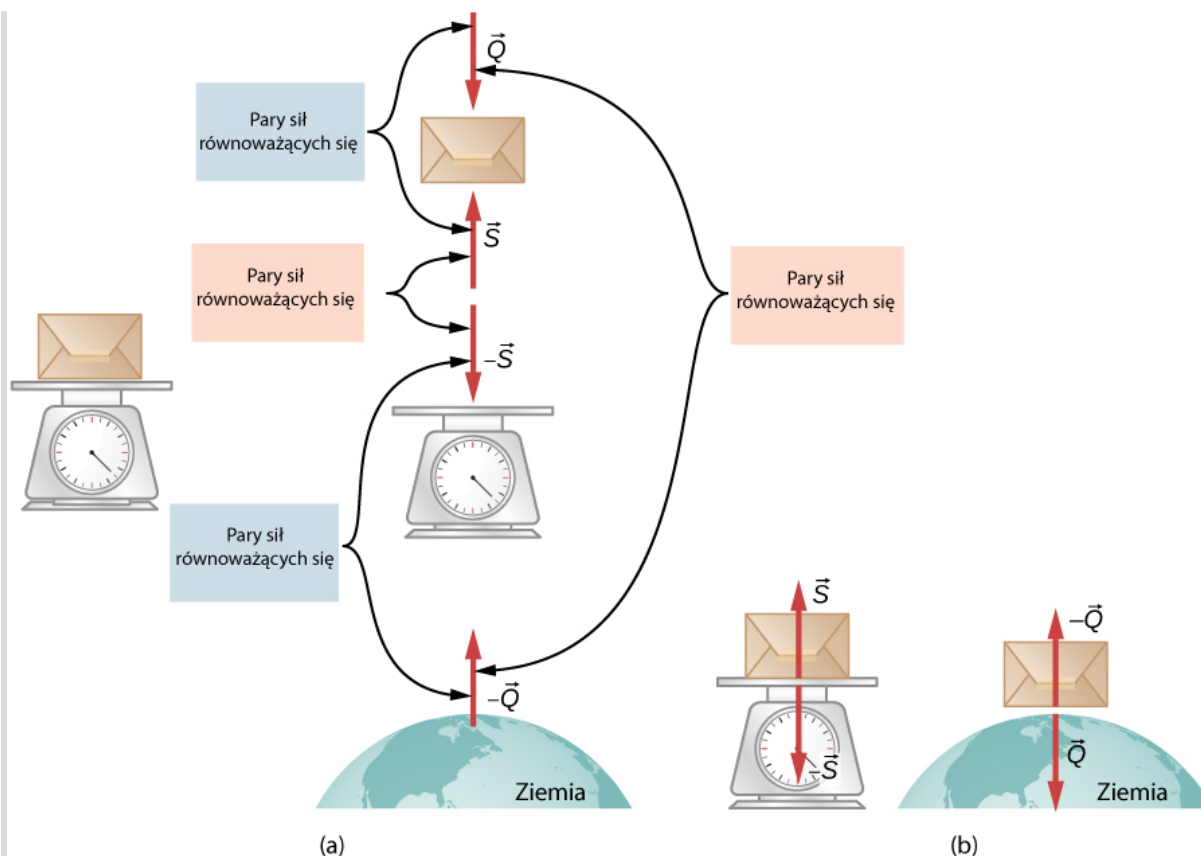 Q
Pary sił
równoważących się
S
Pary sił
równoważących się
Pary sił
równoważących się
–S
Pary sił
równoważących się
–Q
Ziemia
(a)
S
–S
–Q
Q
Ziemia
(b)